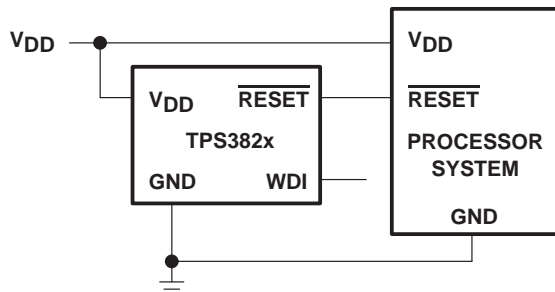 VDD
VDD
VDD
RESET
RESET
TPS382x
PROCESSOR
SYSTEM
GND
WDI
GND